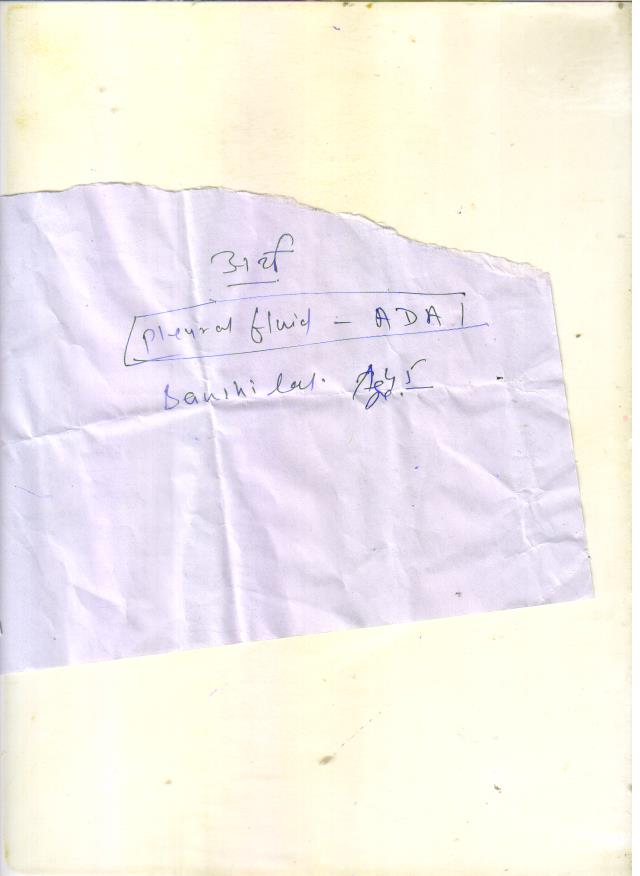 अर्थ
Pleural fluid - ADA
Banshi lal.